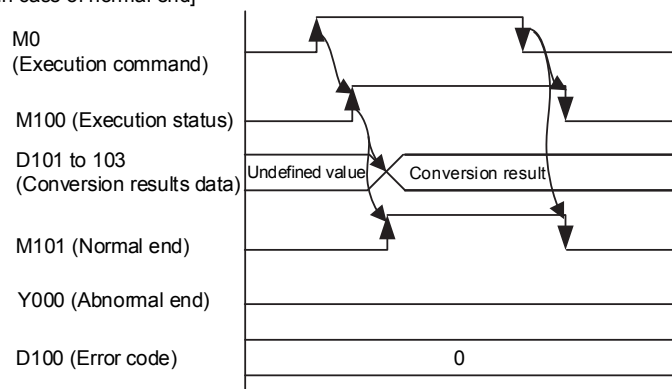 in case of normal end]
M0
(Execution command)
M100 (Execution status)
D101 to 103
(Conversion results data)
Undefined value
Conversion result
M101 (Normal end)
Y000 (Abnormal end)
D100 (Error code)
0